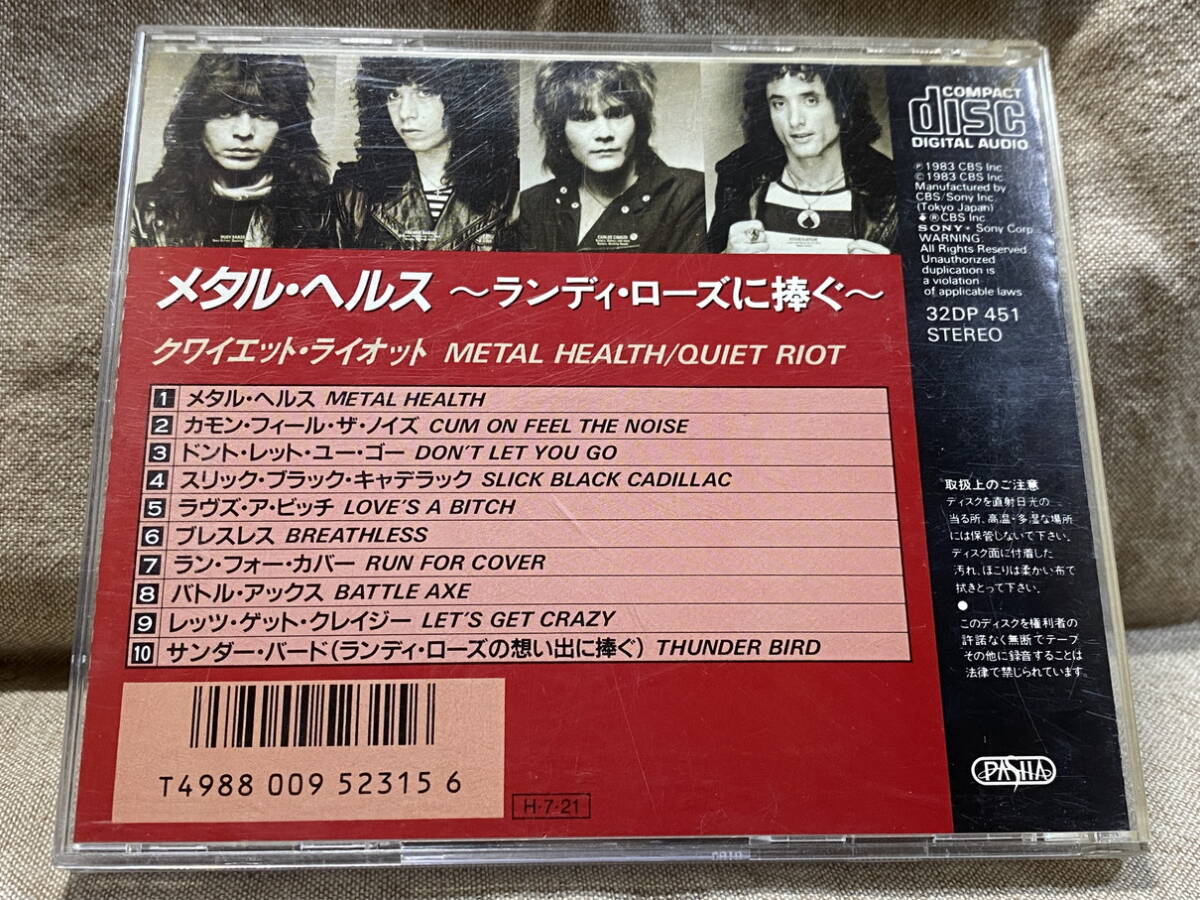 COMPACT
disc
DIGITAL AUDIO
℗1983 CBS Inc
©1983 CBS Inc
Manufactured by
CBS/Sony Inc
(Tokyo Japan)
®CBS Inc
SONY® Sony Corp
WARNING:
All Rights Reserved
Unauthorized
duplication is
a violation
of applicable laws
32DP 451
STEREO
メタル・ヘルス 〜ランディ・ローズに捧ぐ〜
クワイエット・ライオット METAL HEALTH/QUIET RIOT
1 メタル・ヘルス METAL HEALTH
2 カモン・フィール・ザ・ノイズ CUM ON FEEL THE NOISE
3 ドント・レット・ユー・ゴー DON'T LET YOU GO
4 スリック・ブラック・キャデラック SLICK BLACK CADILLAC
5 ラヴズ・ア・ビッチ LOVE'S A BITCH
6 ブレスレス BREATHLESS
7 ラン・フォー・カバー RUN FOR COVER
8 バトル・アックス BATTLE AXE
9 レッツ・ゲット・クレイジー LET'S GET CRAZY
10 サンダー・バード(ランディ・ローズの想い出に捧ぐ) THUNDER BIRD
T4988 009 52315 6
H・7・21
取扱上のご注意
ディスクを直射日光の
当る所、高温・多湿な場所
には保管しないで下さい。
ディスク面に付着した
汚れ、ほこりは柔かい布で
拭きとって下さい。
●
このディスクを権利者の
許諾なく無断でテープ
その他に録音することは
法律で禁じられています。
PASHA